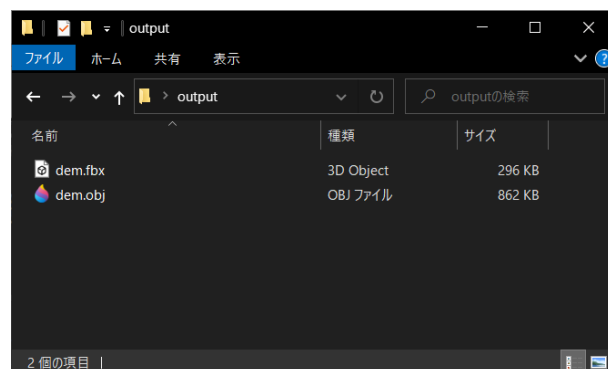 output
ファイル ホーム 共有 表示
output outputの検索
名前 種類 サイズ
dem.fbx 3D Object 296 KB
dem.obj OBJ ファイル 862 KB
2 個の項目